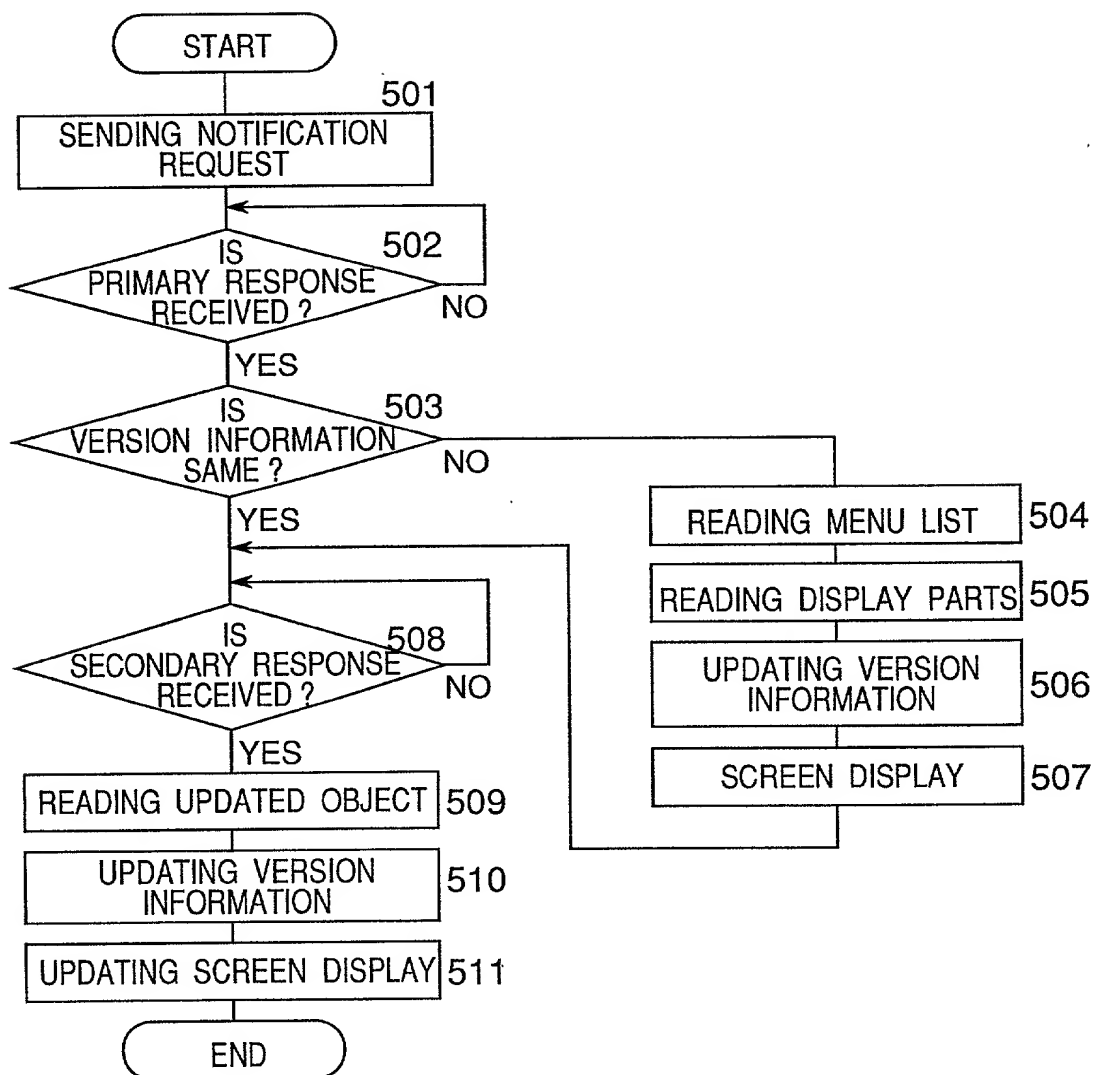 START
501
SENDING NOTIFICATION
REQUEST
IS
PRIMARY RESPONSE
RECEIVED ?
502
NO
YES
IS
VERSION INFORMATION
SAME ?
503
NO
YES
READING MENU LIST
504
READING DISPLAY PARTS
505
UPDATING VERSION
INFORMATION
506
SCREEN DISPLAY
507
IS
SECONDARY RESPONSE
RECEIVED ?
508
NO
YES
READING UPDATED OBJECT
509
UPDATING VERSION
INFORMATION
510
UPDATING SCREEN DISPLAY
511
END